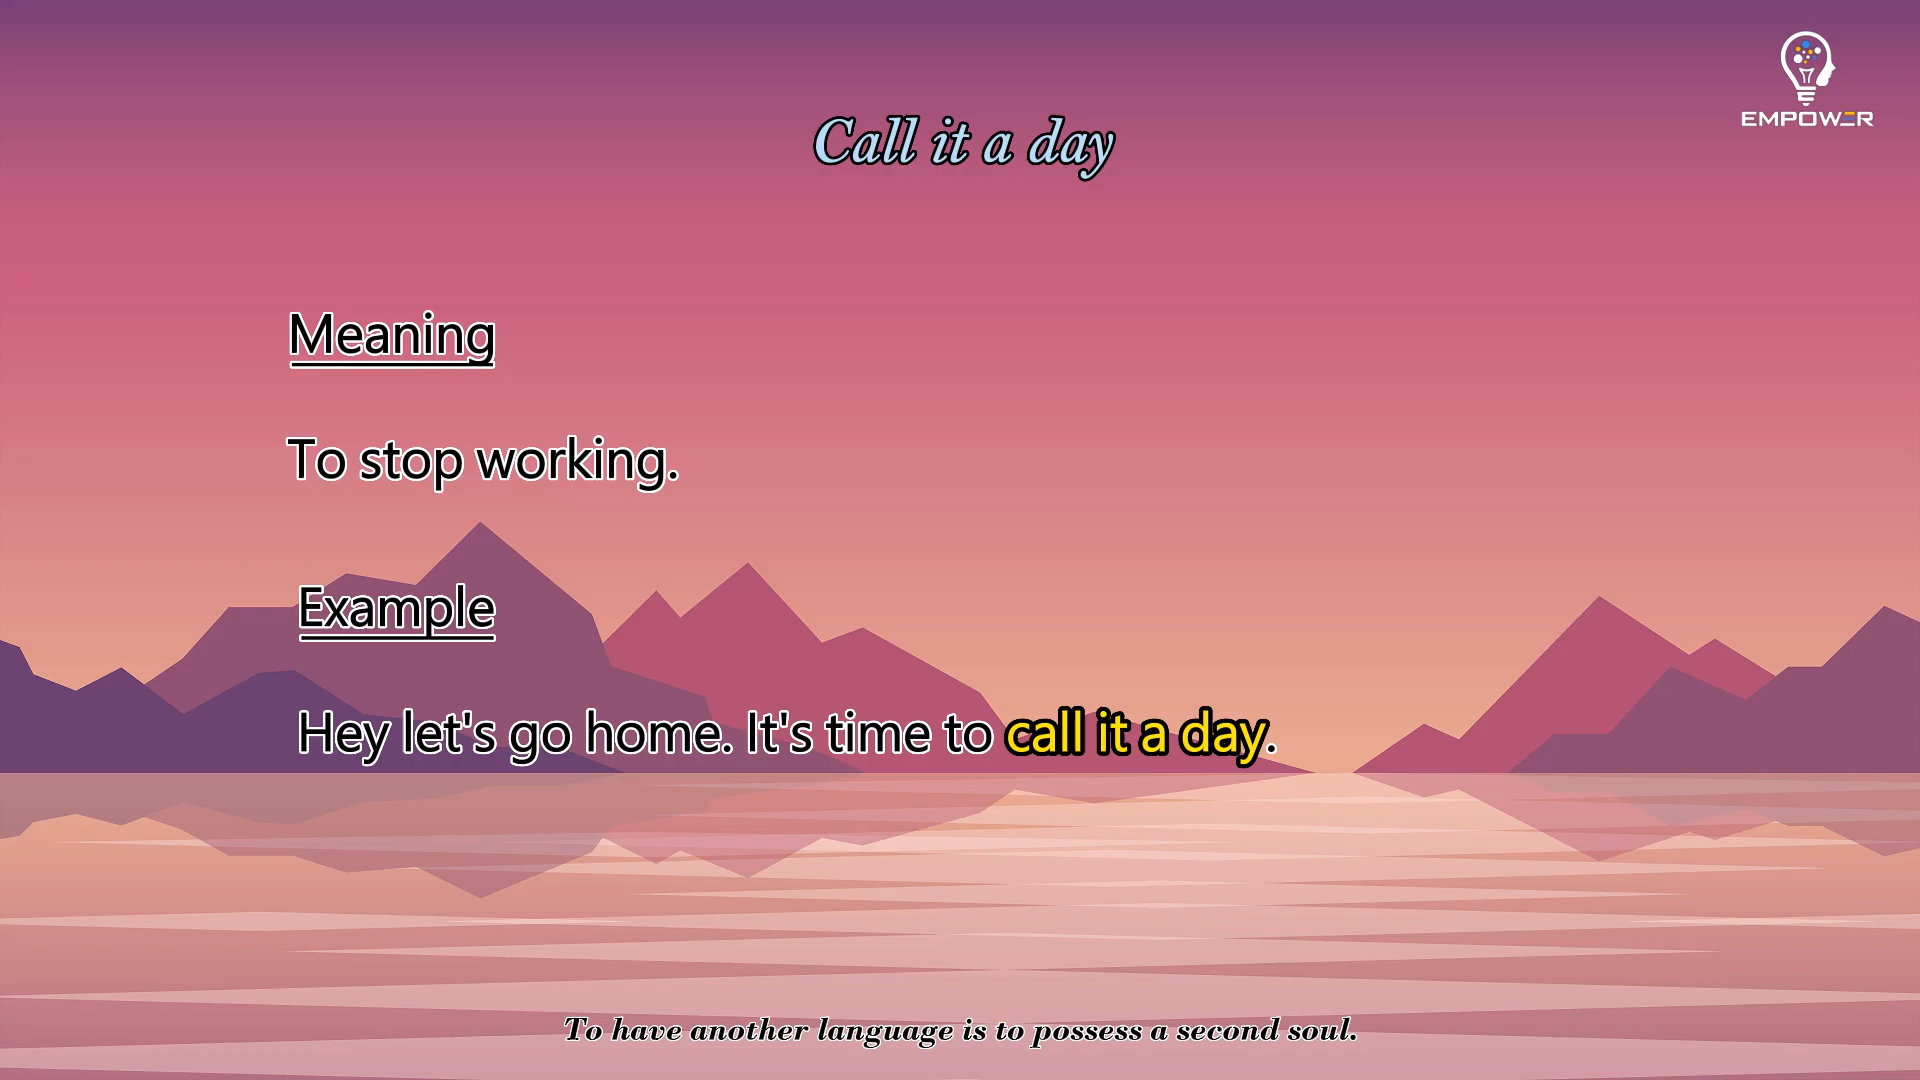 EMPOWER
Call it a day
Meaning
To stop working.
Example
Hey let's go home. It's time to call it a day.
To have another language is to possess a second soul.